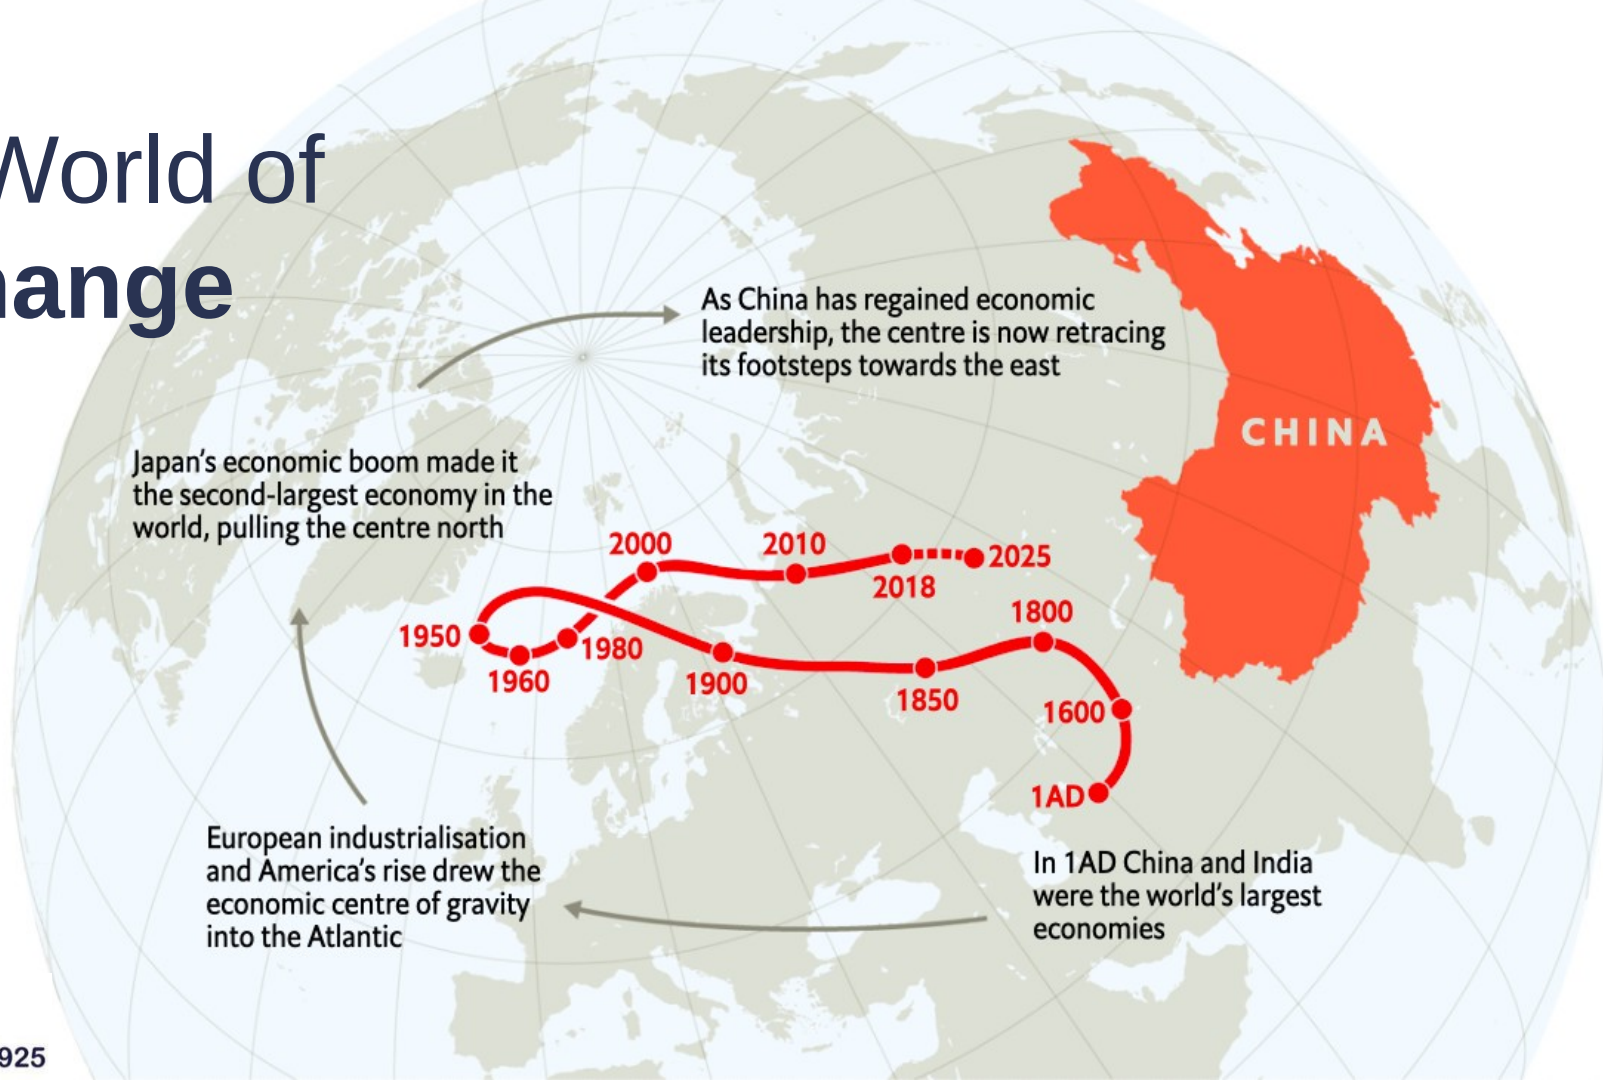 World of
hange
As China has regained economic
leadership, the centre is now retracing
its footsteps towards the east
CHINA
Japan's economic boom made it
the second-largest economy in the
world, pulling the centre north
2000
2010
2025
2018
1800
1950
1980
1960
1900
1850
1600
1AD
European industrialisation
and America's rise drew the
economic centre of gravity
into the Atlantic
In 1AD China and India
were the world's largest
economies
925